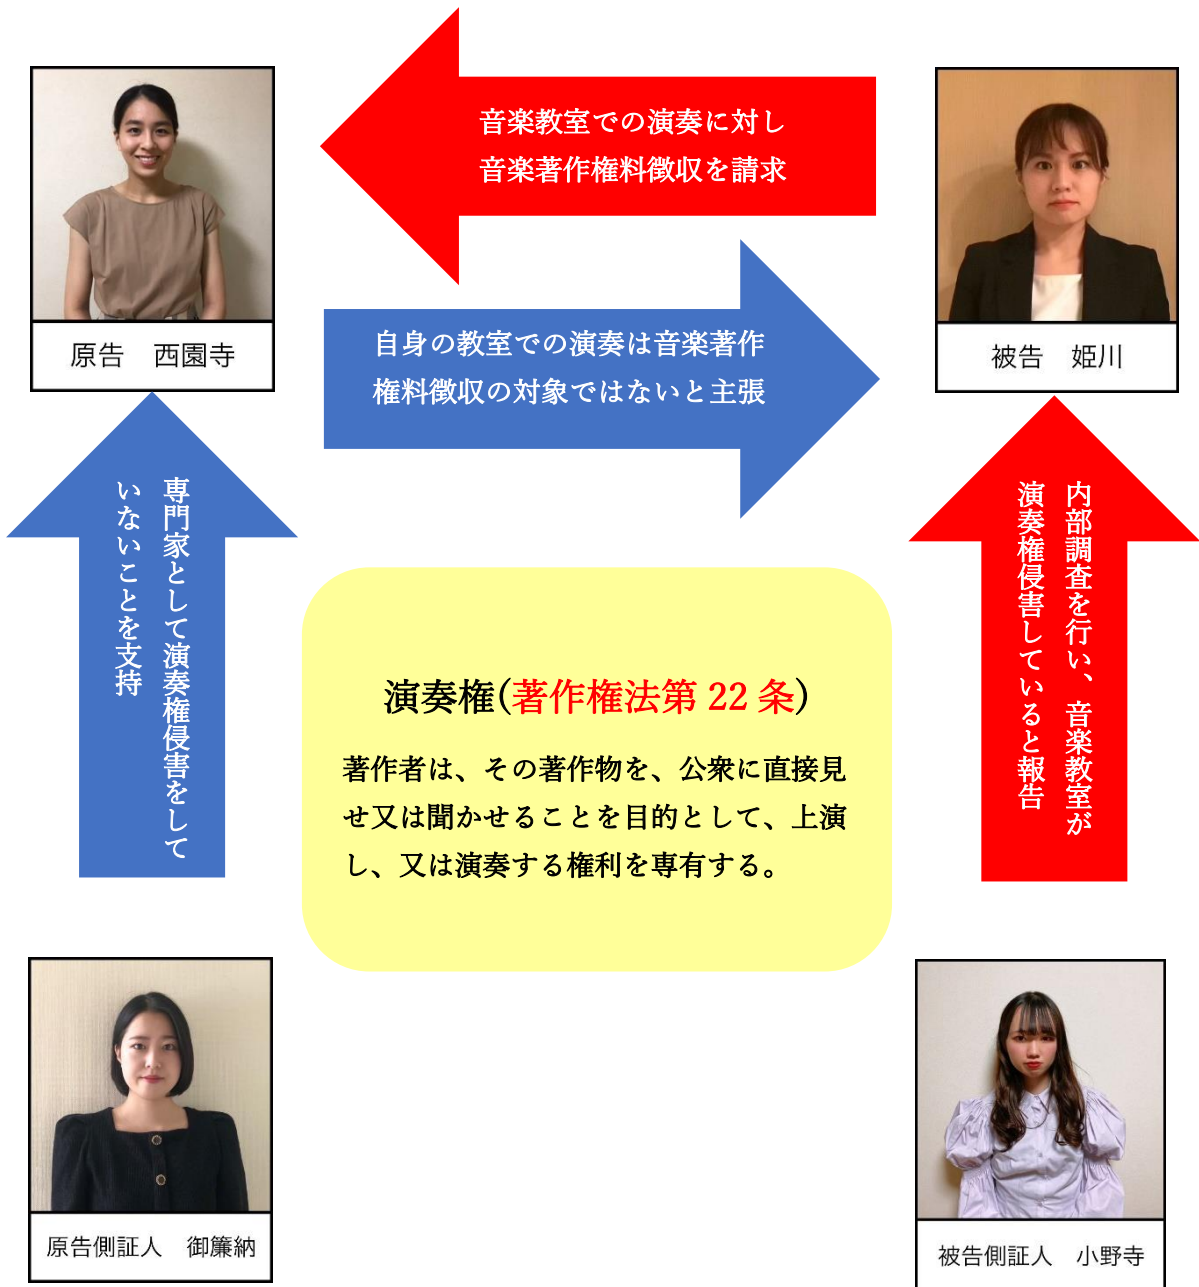 音楽教室での演奏に対し
音楽著作権料徴収を請求
原告　西園寺
被告　姫川
自身の教室での演奏は音楽著作
権料徴収の対象ではないと主張
専門家として演奏権侵害をして
いないことを支持
内部調査を行い、音楽教室が
演奏権侵害していると報告
演奏権(著作権法第 22 条)
著作者は、その著作物を、公衆に直接見
せ又は聞かせることを目的として、上演
し、又は演奏する権利を専有する。
原告側証人　御簾納
被告側証人　小野寺